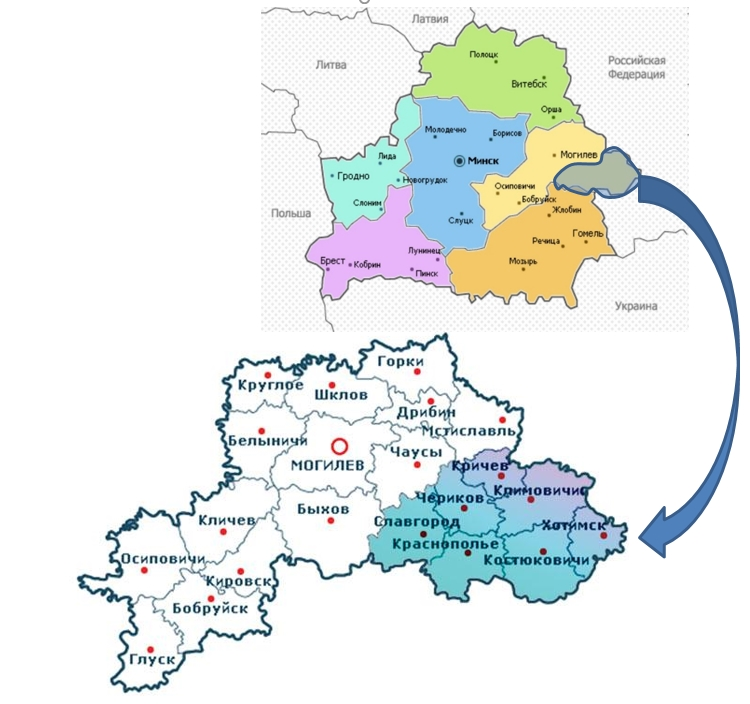 Латвия
Литва
Российская
Федерация
Полоцк
Витебск
Орша
Молодечно
Борисов
Минск
Могилев
Лида
Гродно
Новогрудок
Слоним
Осиповичи
Бобруйск
Жлобин
Слуцк
Польша
Гомель
Речица
Лунинец
Брест
Кобрин
Пинск
Мозырь
Украина
Горки
Круглое
Шклов
Дрибин
Мстиславль
Белыничи
Чаусы
МОГИЛЕВ
Кричев
Климовичи
Чериков
Быхов
Славгород
Хотимск
Кличев
Краснополье
Костюковичи
Осиповичи
Кировск
Бобруйск
Глуск